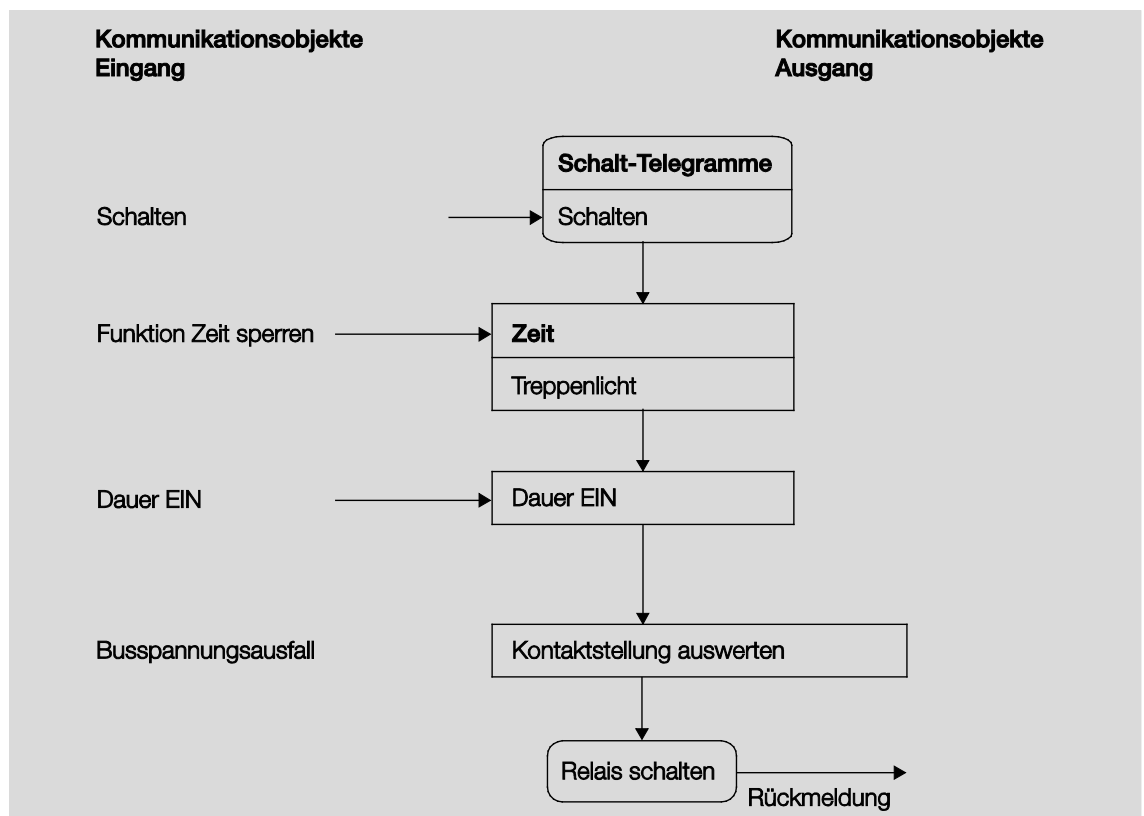 Kommunikationsobjekte
Eingang
Kommunikationsobjekte
Ausgang
Schalt-Telegramme
Schalten
Schalten
Funktion Zeit sperren
Zeit
Treppenlicht
Dauer EIN
Dauer EIN
Busspannungsausfall
Kontaktstellung auswerten
Relais schalten
Rückmeldung